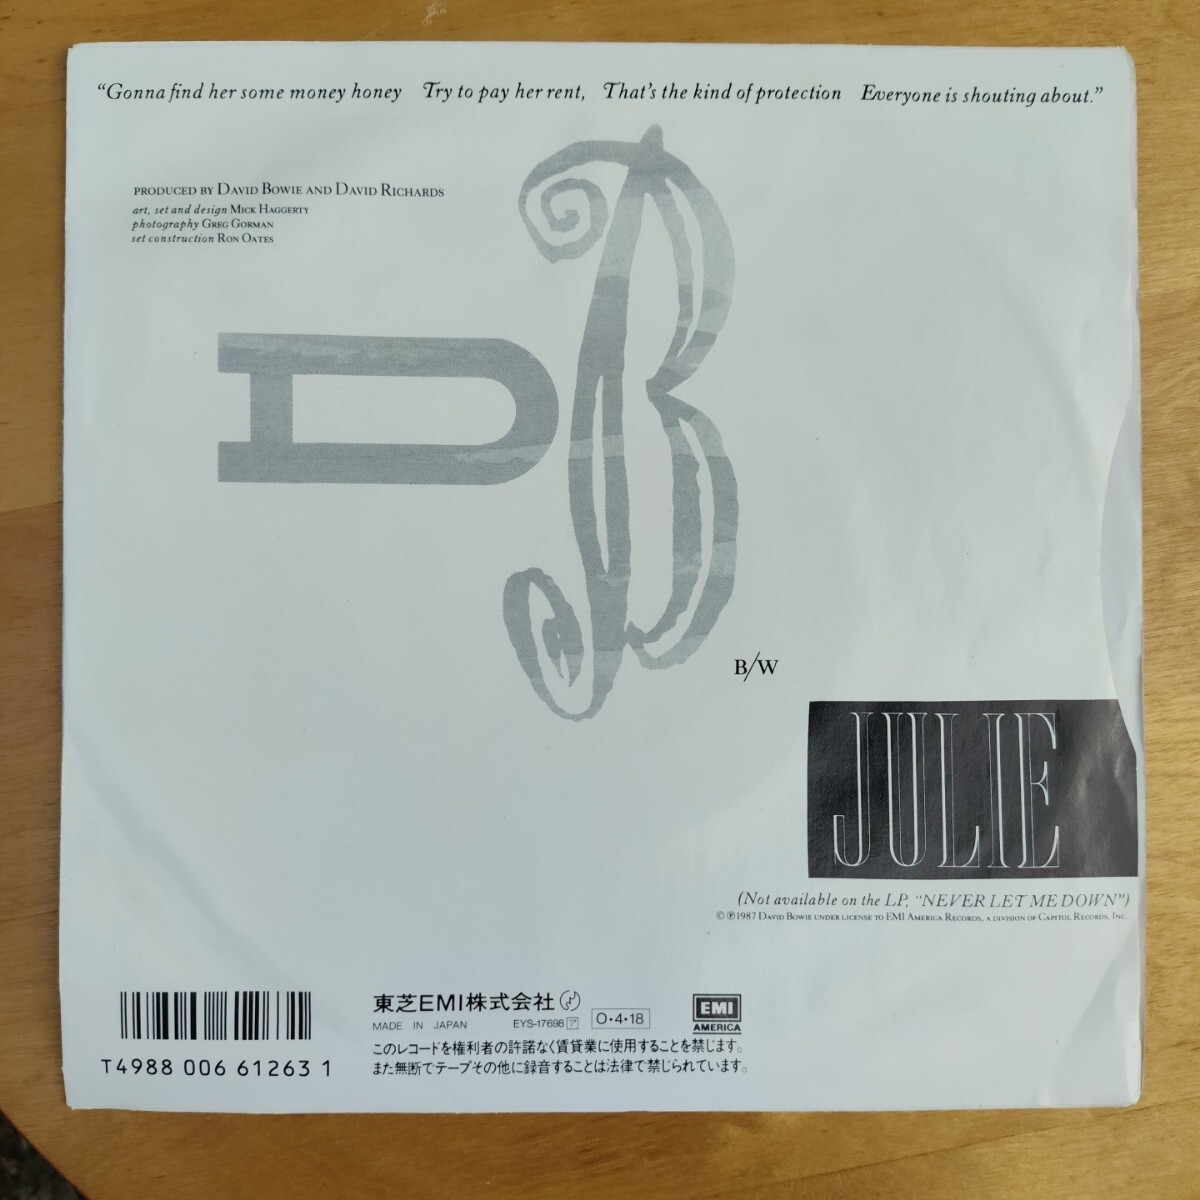 “Gonna find her some money honey Try to pay her rent, That's the kind of protection Everyone is shouting about.”
PRODUCED BY DAVID BOWIE AND DAVID RICHARDS
art, set and design MICK HAGGERTY
photography GREG GORMAN
set construction RON OATES
DB
B/W
JULIE
(Not available on the LP, “NEVER LET ME DOWN”)
©℗1987 DAVID BOWIE UNDER LICENSE TO EMI AMERICA RECORDS, A DIVISION OF CAPITOL RECORDS, INC.
東芝EMI株式会社
MADE IN JAPAN EYS-17698 ア O・4・18
EMI
AMERICA
このレコードを権利者の許諾なく賃貸業に使用することを禁じます。
また無断でテープその他に録音することは法律で禁じられています。
T4988 006 61263 1